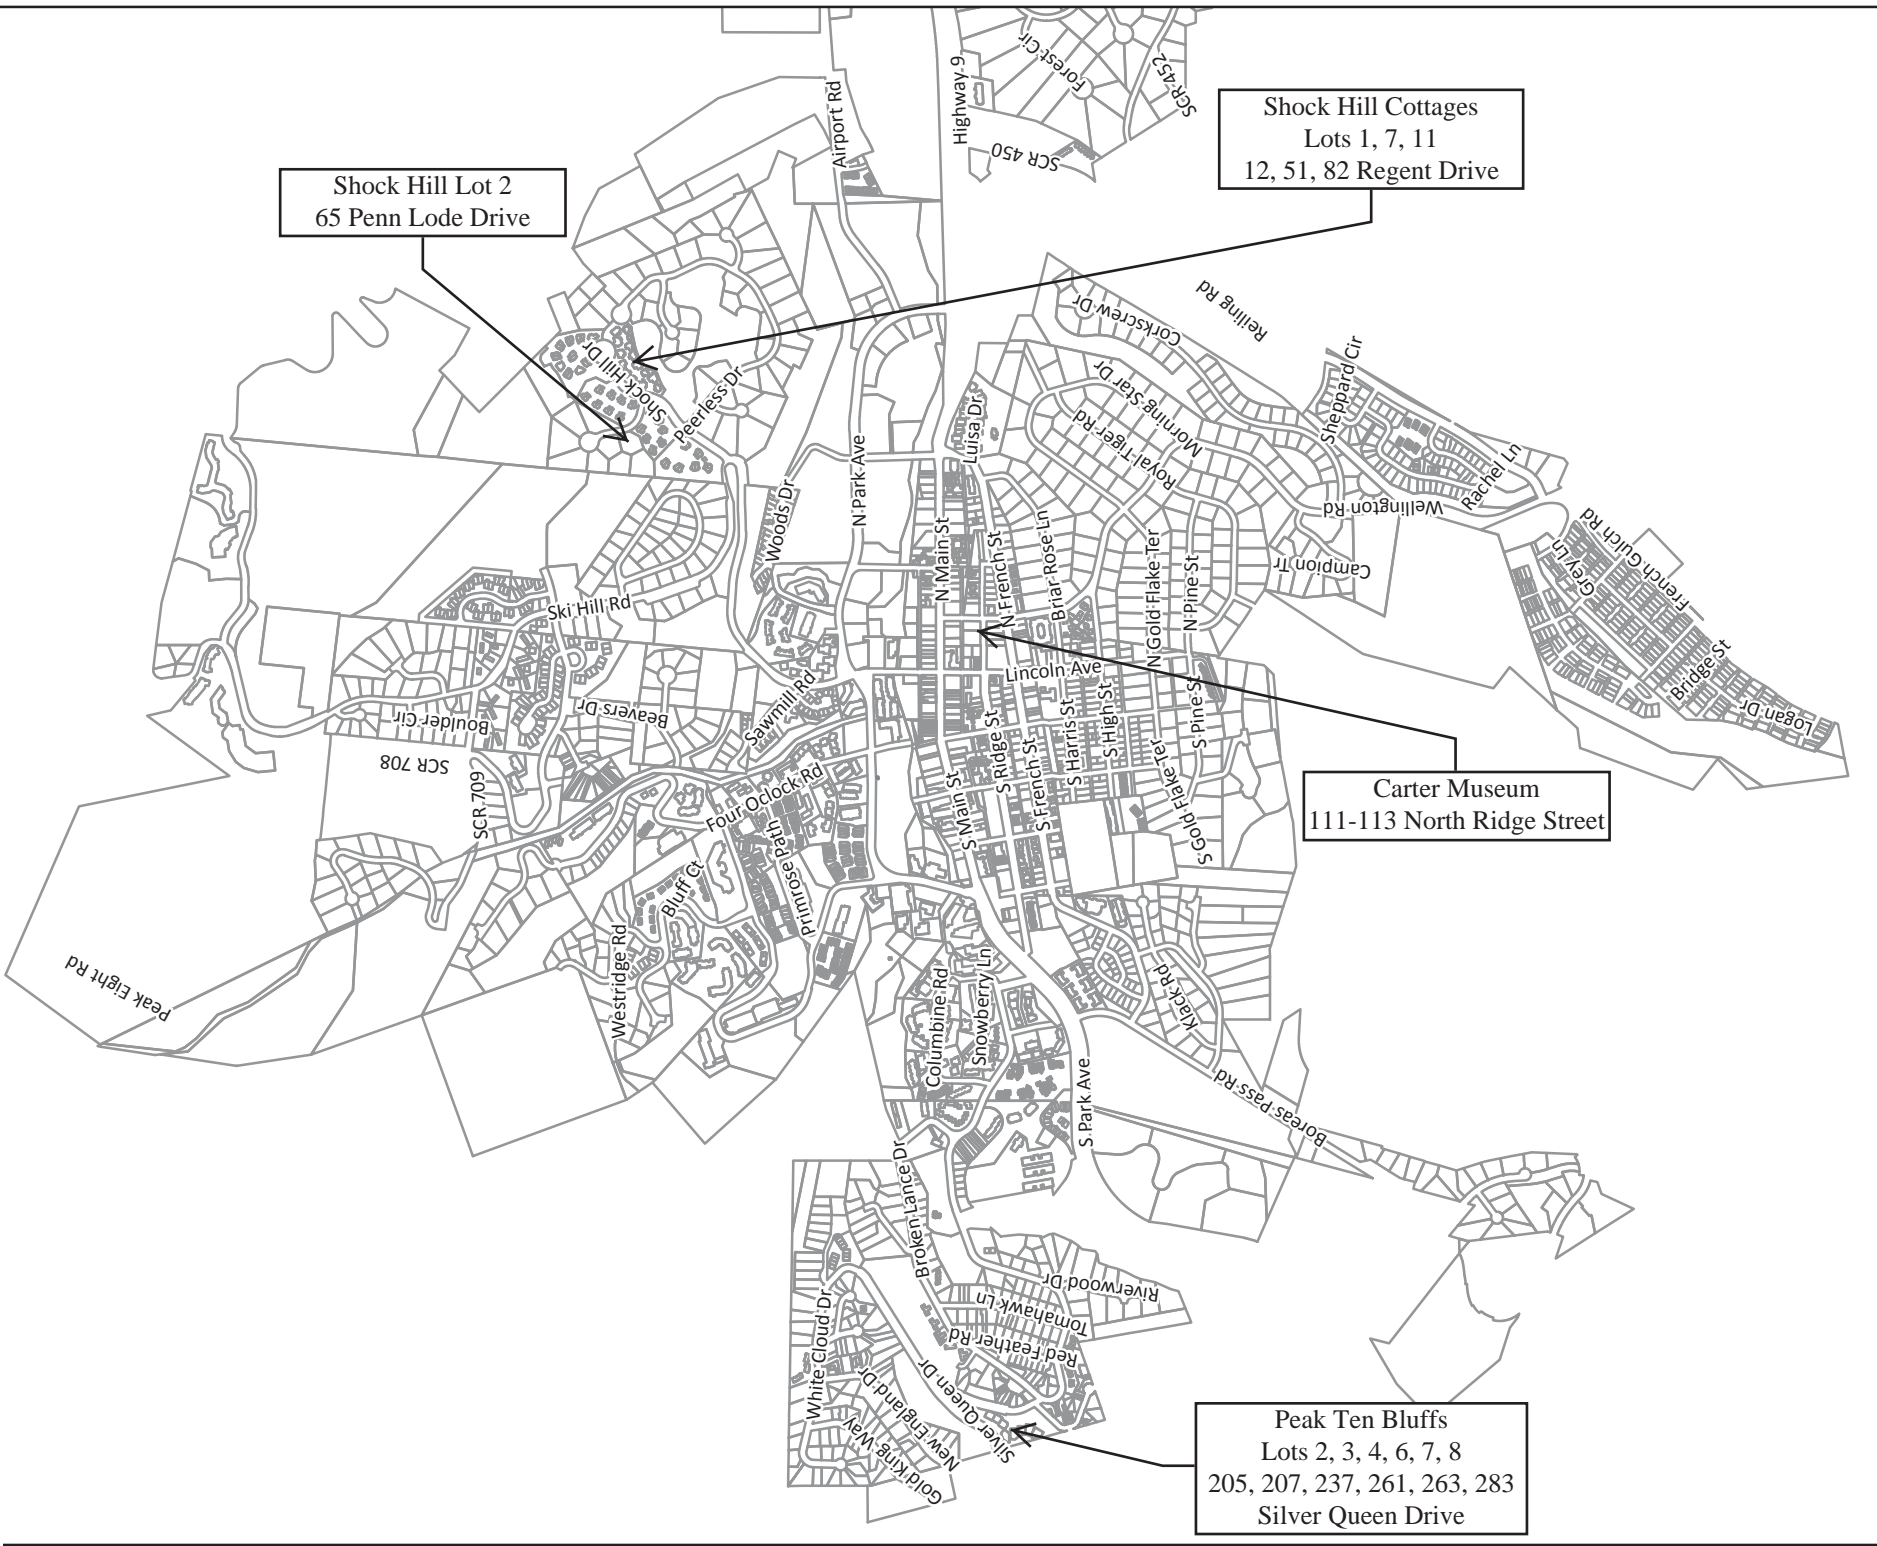 Forest Cir
SCR 452
Highway 9
SCR 450
Airport Rd
Shock Hill Cottages
Lots 1, 7, 11
12, 51, 82 Regent Drive
Shock Hill Lot 2
65 Penn Lode Drive
Reiling Rd
Corkscrew Dr
Shock Hill Dr
Peerless Dr
Luisa Dr
Morning Star Dr
Royal Tiger Rd
Sheppard Cir
Rachel Ln
Wellington Rd
N Park Ave
Woods Dr
N Main St
N French St
Briar Rose Ln
N Gold Flake Ter
N Pine St
Campion Tr
French Gulch Rd
Grey Ln
Bridge St
Logan Dr
Ski Hill Rd
Lincoln Ave
Sawmill Rd
Beavers Dr
Boulder Cir
SCR 708
SCR 709
S Ridge St
S Harris St
S High St
S Pine St
S French St
S Main St
S Gold Flake Ter
Four Oclock Rd
Primrose Path
Carter Museum
111-113 North Ridge Street
Bluff Ct
Westridge Rd
Peak Eight Rd
Columbine Rd
Snowberry Ln
Klack Rd
S Park Ave
Boreas Pass Rd
Broken Lance Dr
Riverwood Dr
Tomahawk Ln
Red Feather Rd
White Cloud Dr
Silver Queen Dr
New England Dr
Gold King Way
Peak Ten Bluffs
Lots 2, 3, 4, 6, 7, 8
205, 207, 237, 261, 263, 283
Silver Queen Drive